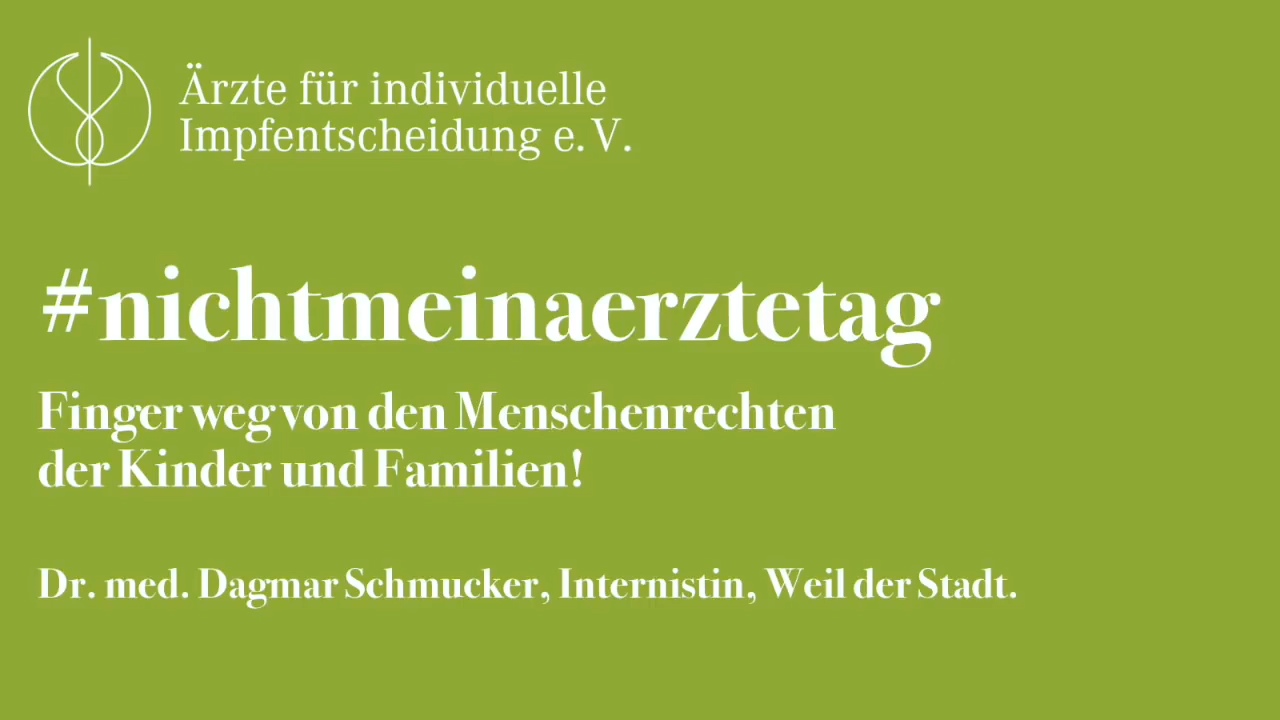 Ärzte für individuelle
Impfentscheidung e. V.
#nichtmeinaerztetag
Finger weg von den Menschenrechten
der Kinder und Familien!
Dr. med. Dagmar Schmucker, Internistin, Weil der Stadt.